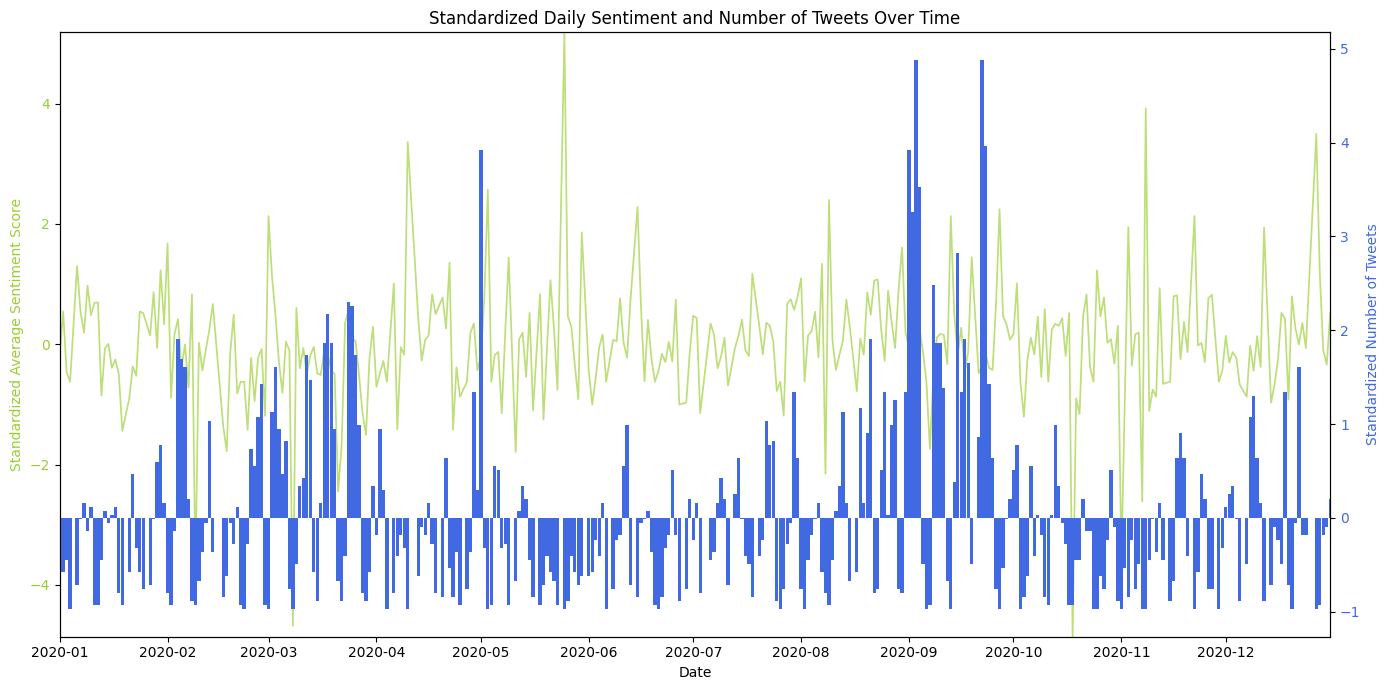 Standardized Daily Sentiment and Number of Tweets Over Time
Standardized Average Sentiment Score
4
2
0
−2
−4
5
4
3
2
1
0
−1
Standardized Number of Tweets
2020-01 2020-02 2020-03 2020-04 2020-05 2020-06 2020-07 2020-08 2020-09 2020-10 2020-11 2020-12
Date